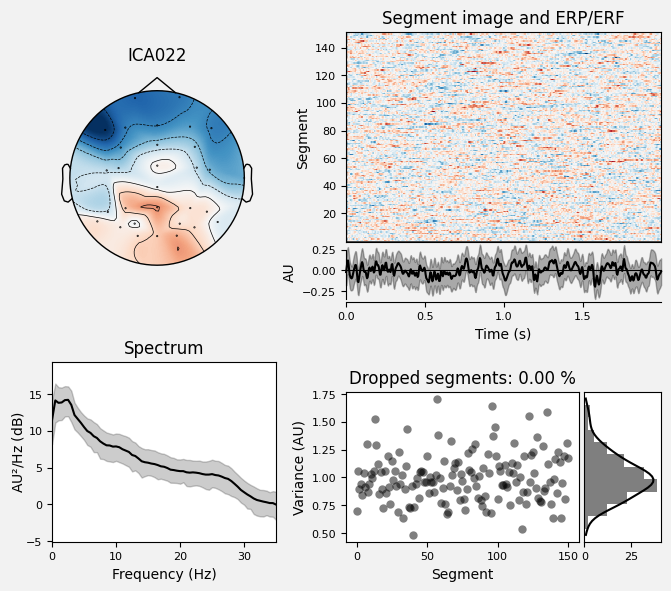 ICA022
Segment image and ERP/ERF
Segment
140
120
100
80
60
40
20
AU
0.25
0.00
−0.25
0.0 0.5 1.0 1.5
Time (s)
Spectrum
AU²/Hz (dB)
15
10
5
0
−5
0 10 20 30
Frequency (Hz)
Dropped segments: 0.00 %
Variance (AU)
1.75
1.50
1.25
1.00
0.75
0.50
0 50 100 150
Segment
0 25